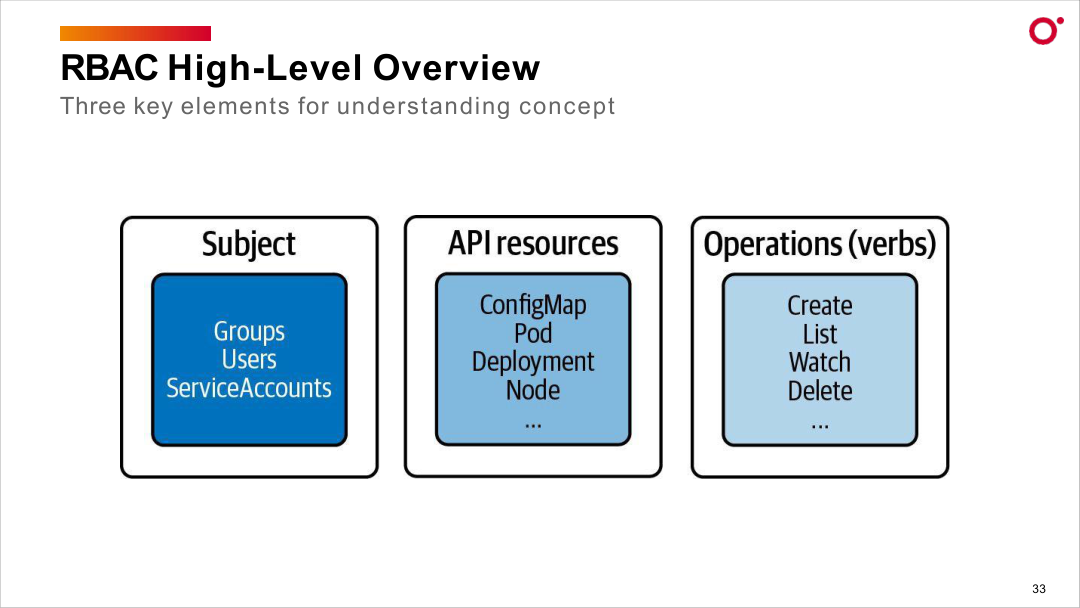 RBAC High-Level Overview
Three key elements for understanding concept
Subject
Groups
Users
ServiceAccounts
API resources
ConfigMap
Pod
Deployment
Node
...
Operations (verbs)
Create
List
Watch
Delete
...
33